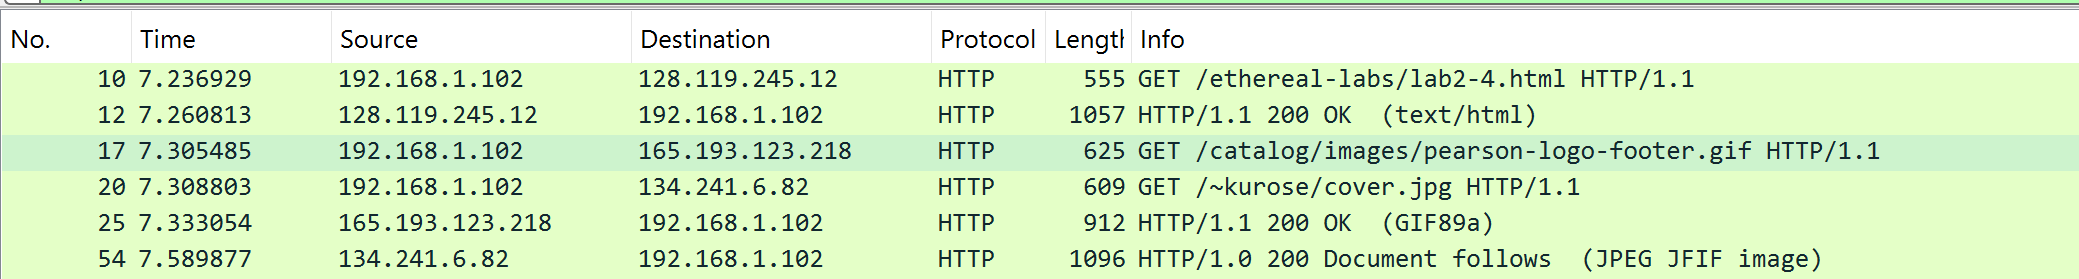 No. Time Source Destination Protocol Length Info
10 7.236929 192.168.1.102 128.119.245.12 HTTP 555 GET /ethereal-labs/lab2-4.html HTTP/1.1
12 7.260813 128.119.245.12 192.168.1.102 HTTP 1057 HTTP/1.1 200 OK (text/html)
17 7.305485 192.168.1.102 165.193.123.218 HTTP 625 GET /catalog/images/pearson-logo-footer.gif HTTP/1.1
20 7.308803 192.168.1.102 134.241.6.82 HTTP 609 GET /~kurose/cover.jpg HTTP/1.1
25 7.333054 165.193.123.218 192.168.1.102 HTTP 912 HTTP/1.1 200 OK (GIF89a)
54 7.589877 134.241.6.82 192.168.1.102 HTTP 1096 HTTP/1.0 200 Document follows (JPEG JFIF image)